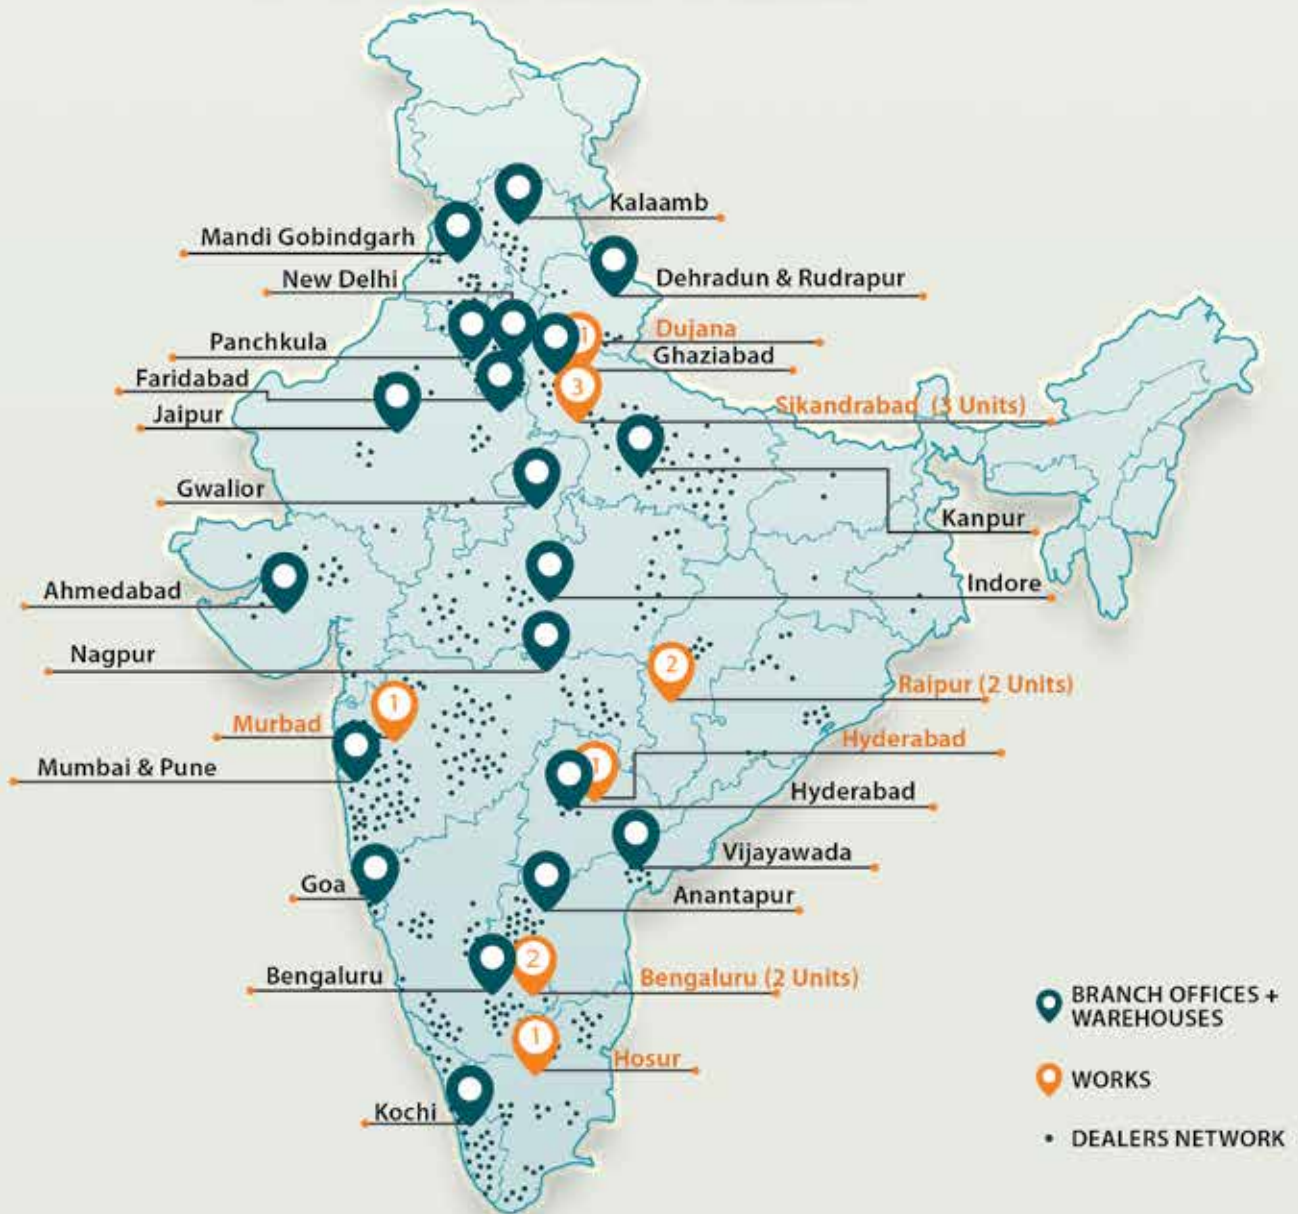 Kalaamb
Mandi Gobindgarh
New Delhi
Dehradun & Rudrapur
1
Dujana
Panchkula
Ghaziabad
Faridabad
3
Sikandrabad (3 Units)
Jaipur
Gwalior
Kanpur
Ahmedabad
Indore
Nagpur
2
Raipur (2 Units)
1
Murbad
Hyderabad
Mumbai & Pune
1
Hyderabad
Vijayawada
Goa
Anantapur
Bengaluru
2
Bengaluru (2 Units)
1
Hosur
Kochi
BRANCH OFFICES +
WAREHOUSES
WORKS
DEALERS NETWORK